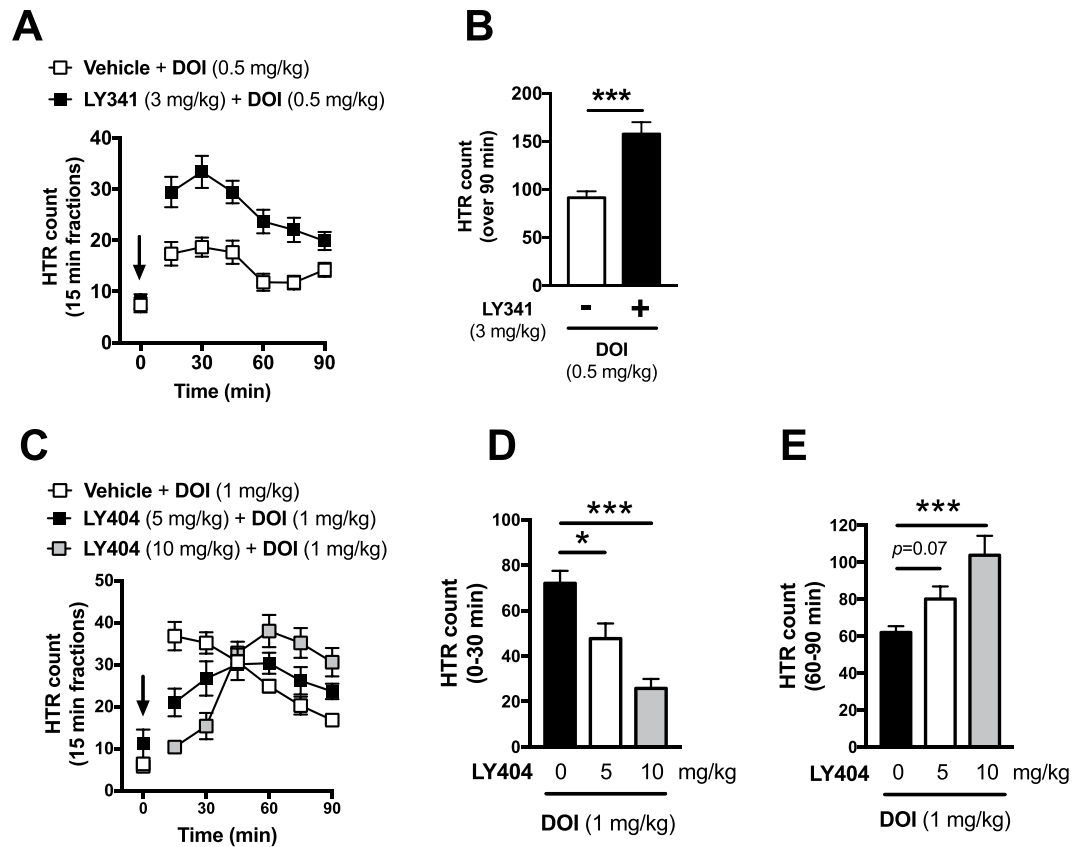 A
Vehicle + DOI (0.5 mg/kg)
LY341 (3 mg/kg) + DOI (0.5 mg/kg)
HTR count
(15 min fractions)
40
30
20
10
0
0 30 60 90
Time (min)
B
HTR count
(over 90 min)
200
150
100
50
0
***
LY341 - +
(3 mg/kg)
DOI
(0.5 mg/kg)
C
Vehicle + DOI (1 mg/kg)
LY404 (5 mg/kg) + DOI (1 mg/kg)
LY404 (10 mg/kg) + DOI (1 mg/kg)
HTR count
(15 min fractions)
50
40
30
20
10
0
0 30 60 90
Time (min)
D
HTR count
(0-30 min)
100
80
60
40
20
0
***
*
LY404 0 5 10 mg/kg
DOI (1 mg/kg)
E
HTR count
(60-90 min)
120
100
80
60
40
20
0
***
p=0.07
LY404 0 5 10 mg/kg
DOI (1 mg/kg)